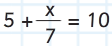 5 + x/7 = 10